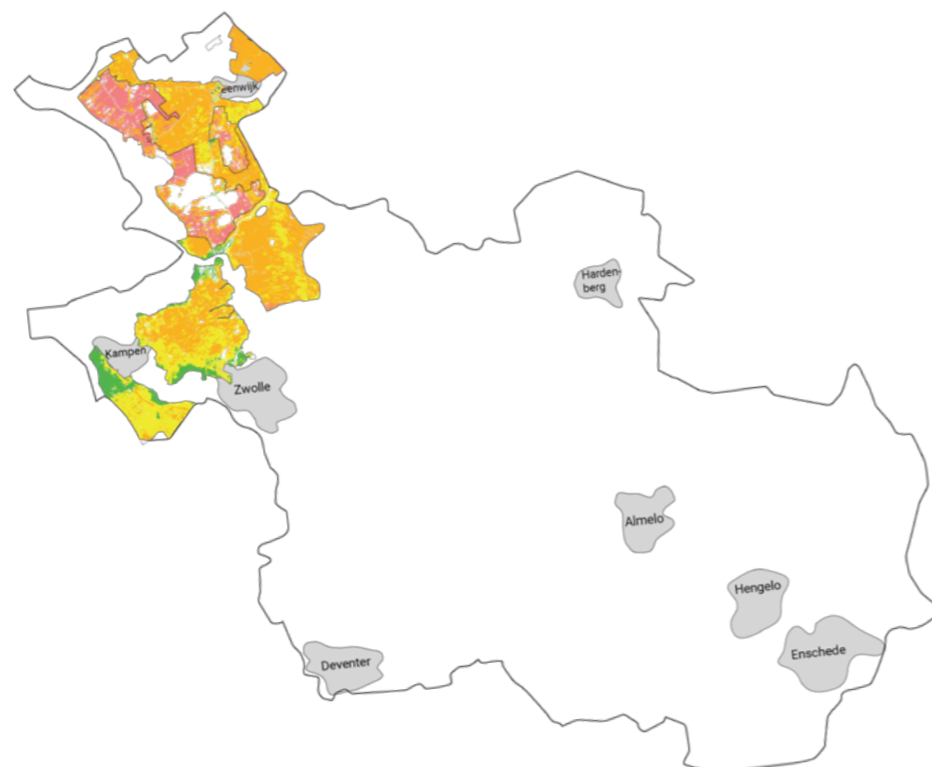 eenwijk
Harden-
berg
Kampen
Zwolle
Almelo
Hengelo
Enschede
Deventer